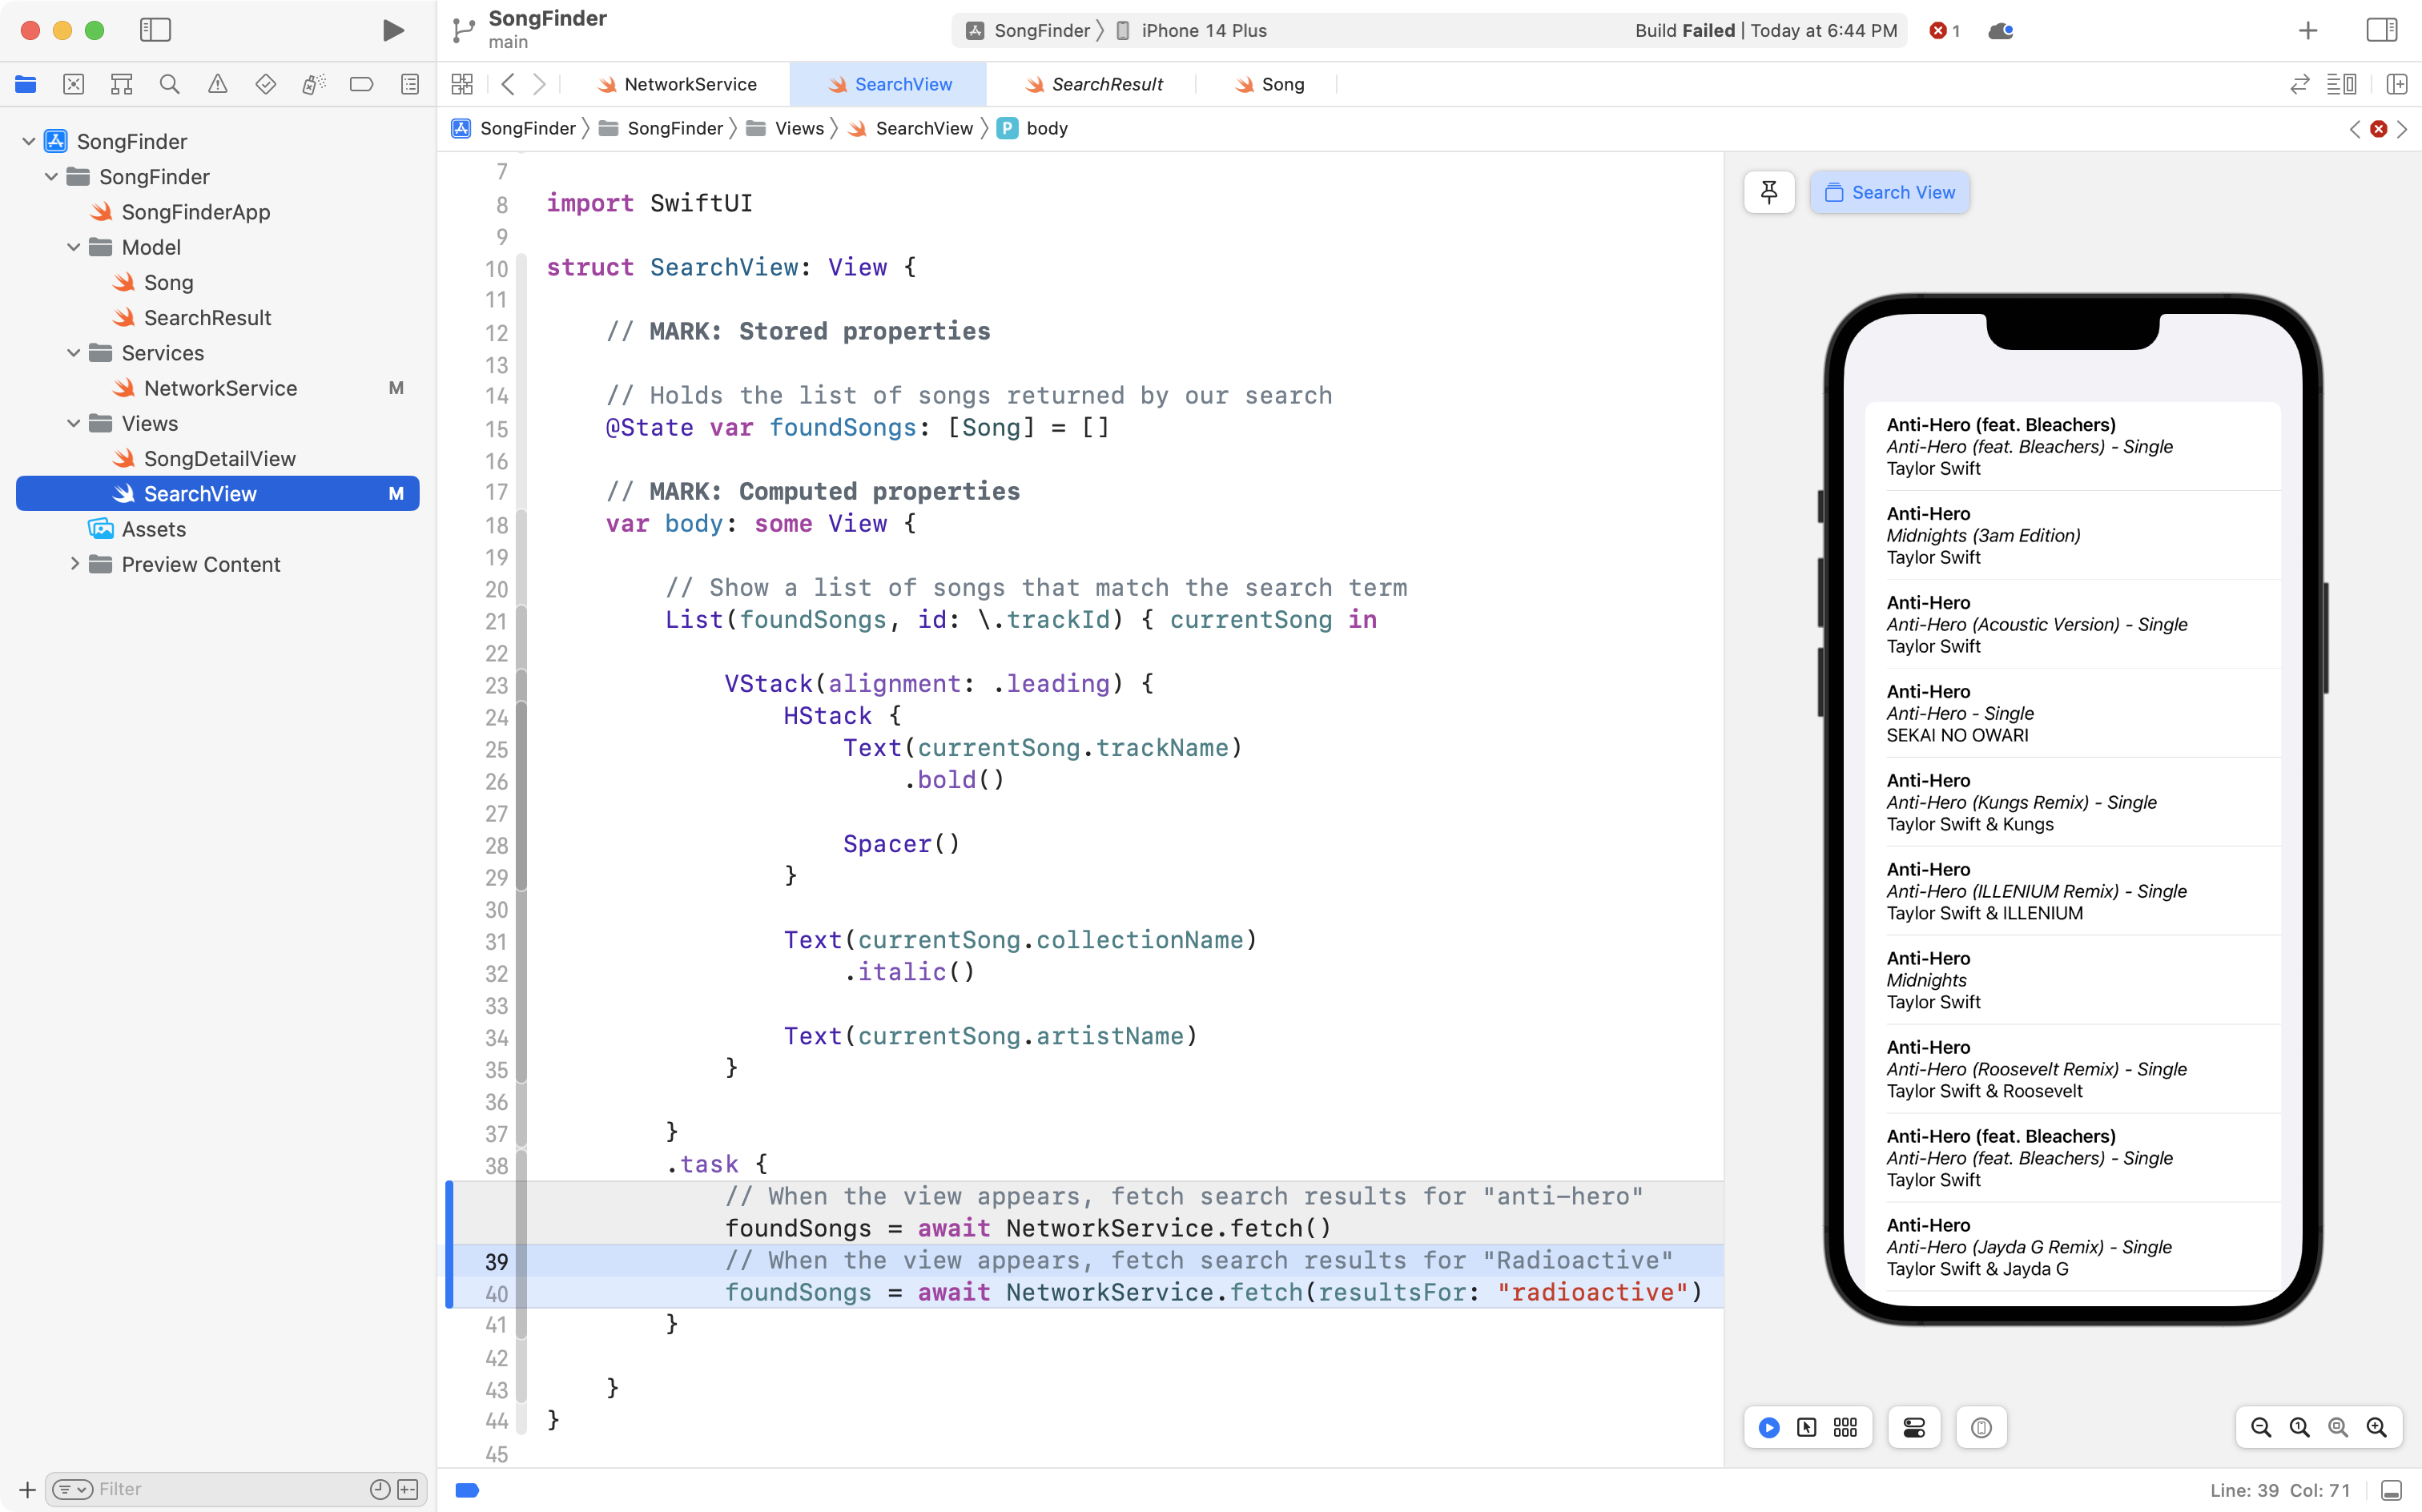 SongFinder
main
SongFinder
iPhone 14 Plus
Build Failed | Today at 6:44 PM
1
NetworkService
SearchView
SearchResult
Song
SongFinder
SongFinder
Views
SearchView
P
body
SongFinder
SongFinder
SongFinderApp
Model
Song
SearchResult
Services
NetworkService M
Views
SongDetailView
SearchView M
Assets
Preview Content
Filter
7
8 import SwiftUI
9
10 struct SearchView: View {
11
12 // MARK: Stored properties
13
14 // Holds the list of songs returned by our search
15 @State var foundSongs: [Song] = []
16
17 // MARK: Computed properties
18 var body: some View {
19
20 // Show a list of songs that match the search term
21 List(foundSongs, id: \.trackId) { currentSong in
22
23 VStack(alignment: .leading) {
24 HStack {
25 Text(currentSong.trackName)
26 .bold()
27
28 Spacer()
29 }
30
31 Text(currentSong.collectionName)
32 .italic()
33
34 Text(currentSong.artistName)
35 }
36
37 }
38 .task {
// When the view appears, fetch search results for "anti-hero"
foundSongs = await NetworkService.fetch()
39 // When the view appears, fetch search results for "Radioactive"
40 foundSongs = await NetworkService.fetch(resultsFor: "radioactive")
41 }
42
43 }
44 }
45
Search View
Anti-Hero (feat. Bleachers)
Anti-Hero (feat. Bleachers) - Single
Taylor Swift
Anti-Hero
Midnights (3am Edition)
Taylor Swift
Anti-Hero
Anti-Hero (Acoustic Version) - Single
Taylor Swift
Anti-Hero
Anti-Hero - Single
SEKAI NO OWARI
Anti-Hero
Anti-Hero (Kungs Remix) - Single
Taylor Swift & Kungs
Anti-Hero
Anti-Hero (ILLENIUM Remix) - Single
Taylor Swift & ILLENIUM
Anti-Hero
Midnights
Taylor Swift
Anti-Hero
Anti-Hero (Roosevelt Remix) - Single
Taylor Swift & Roosevelt
Anti-Hero (feat. Bleachers)
Anti-Hero (feat. Bleachers) - Single
Taylor Swift
Anti-Hero
Anti-Hero (Jayda G Remix) - Single
Taylor Swift & Jayda G
Line: 39 Col: 71